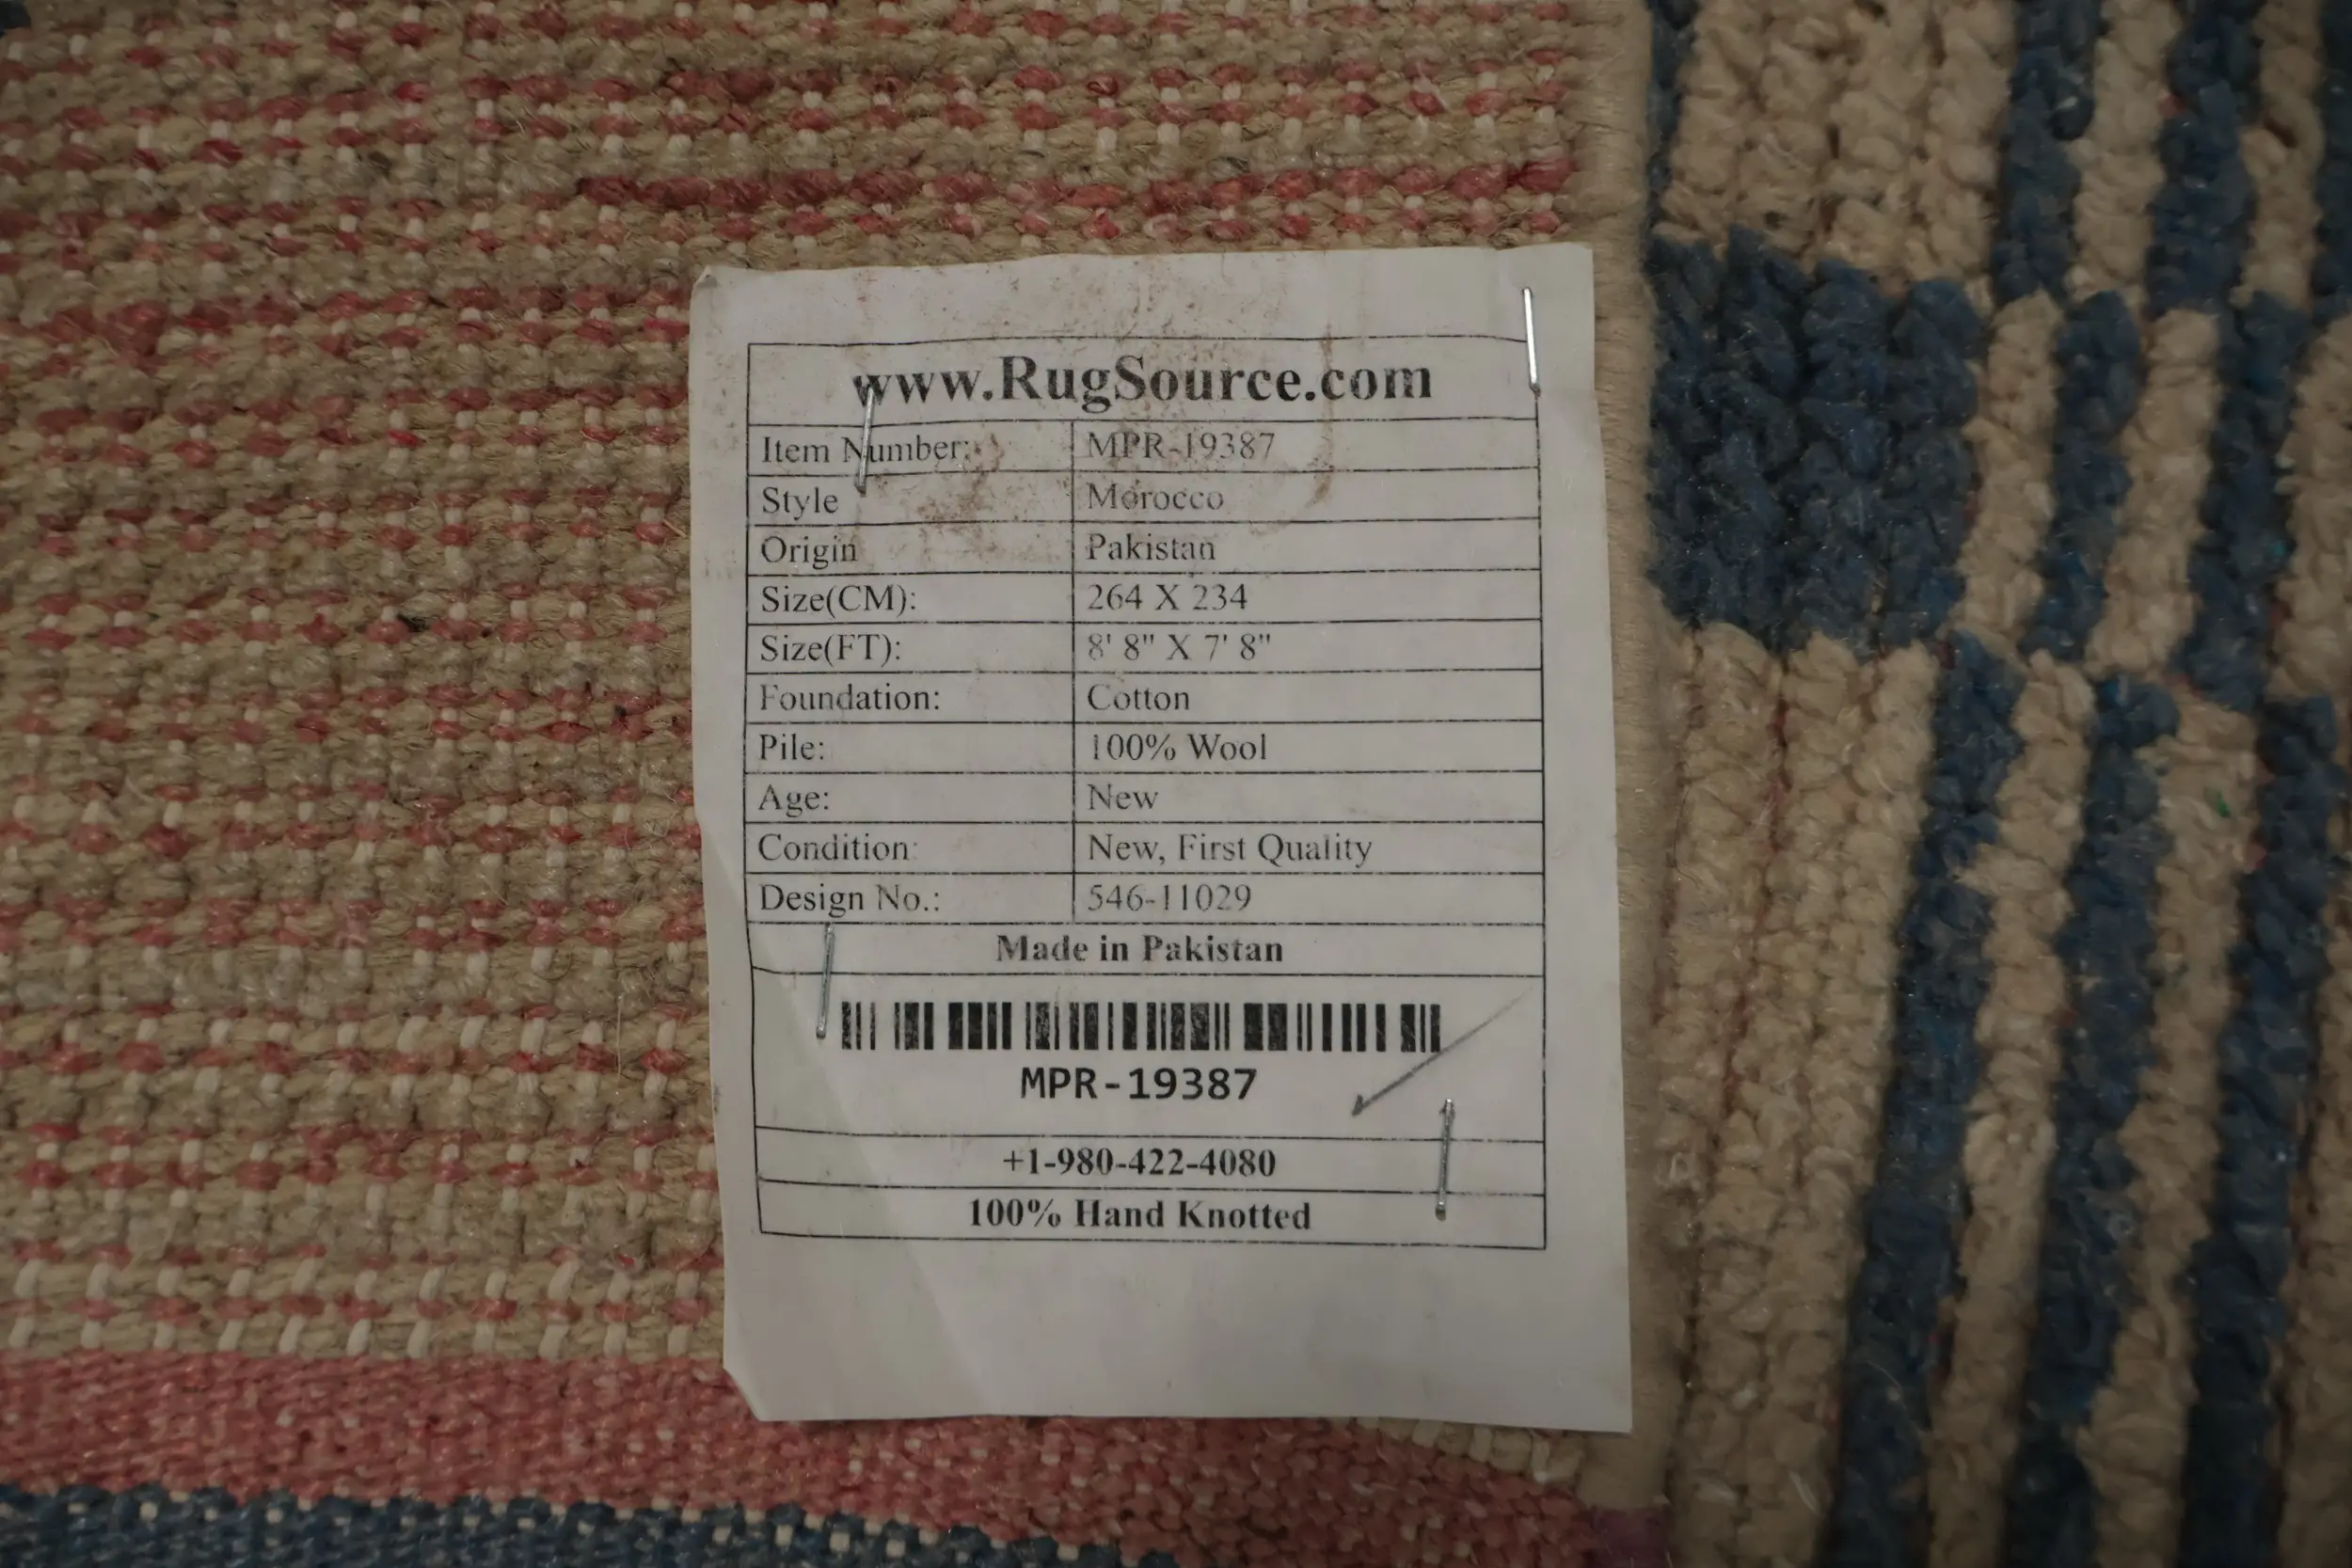 www.RugSource.com
Item Number: MPR-19387
Style Morocco
Origin Pakistan
Size(CM): 264 X 234
Size(FT): 8' 8" X 7' 8"
Foundation: Cotton
Pile: 100% Wool
Age: New
Condition: New, First Quality
Design No.: 546-11029
Made in Pakistan
MPR-19387
+1-980-422-4080
100% Hand Knotted